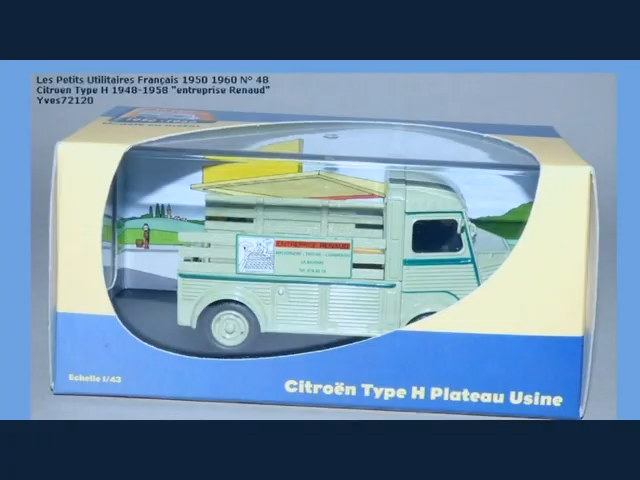 Les Petits Utilitaires Français 1950 1960 N° 48
Citroen Type H 1948-1958 "entreprise Renaud"
Yves72120
ENTREPRISE RENAUD
Echelle 1/43
Citroën Type H Plateau Usine